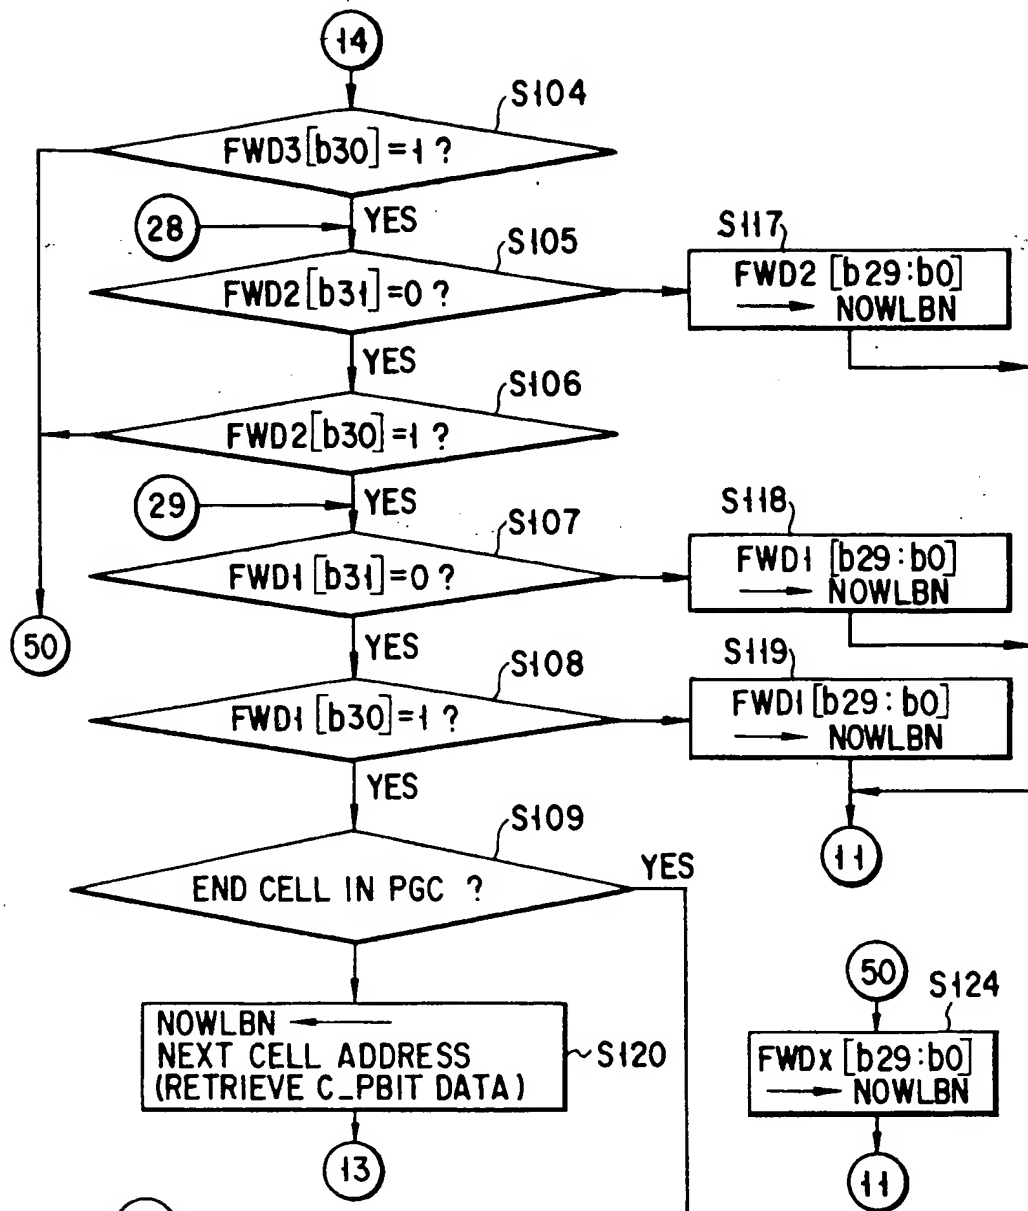 14
S104
FWD3[b30]=1 ?
YES
28
S105
FWD2[b31]=0 ?
S117
FWD2 [b29:b0]
→ NOWLBN
YES
S106
FWD2[b30]=1 ?
YES
29
S107
FWD1[b31]=0 ?
S118
FWD1 [b29:b0]
→ NOWLBN
50
YES
S108
FWD1[b30]=1 ?
S119
FWD1[b29:b0]
→ NOWLBN
YES
11
S109
END CELL IN PGC ?
YES
NOWLBN ←
NEXT CELL ADDRESS
(RETRIEVE C_PBIT DATA)
S120
13
50
S124
FWDX [b29:b0]
→ NOWLBN
11